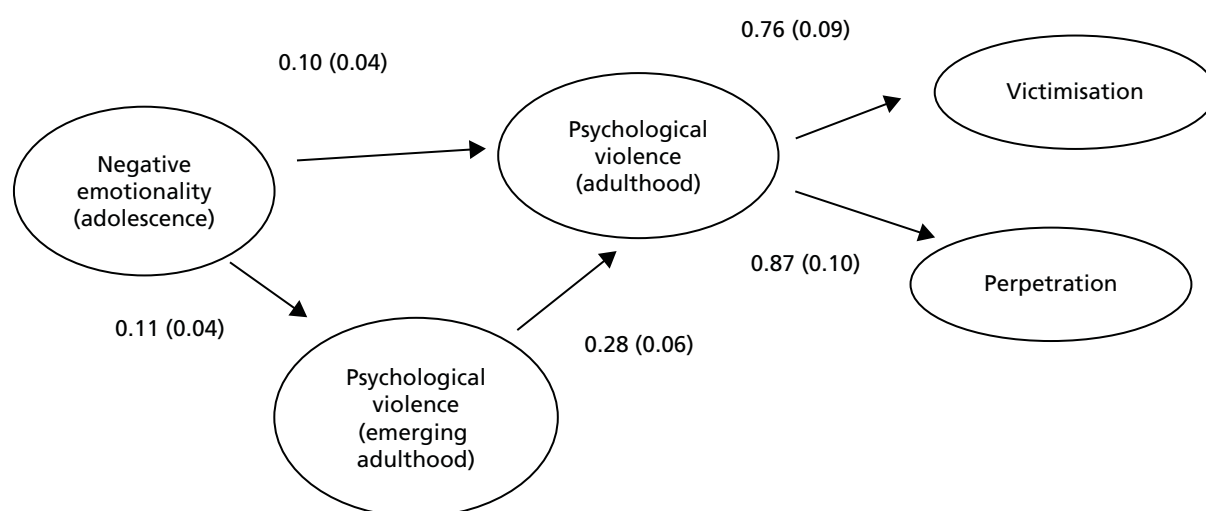 0.76 (0.09)
0.10 (0.04)
Victimisation
Psychological
violence
(adulthood)
Negative
emotionality
(adolescence)
0.87 (0.10)
Perpetration
0.11 (0.04)
0.28 (0.06)
Psychological
violence
(emerging
adulthood)